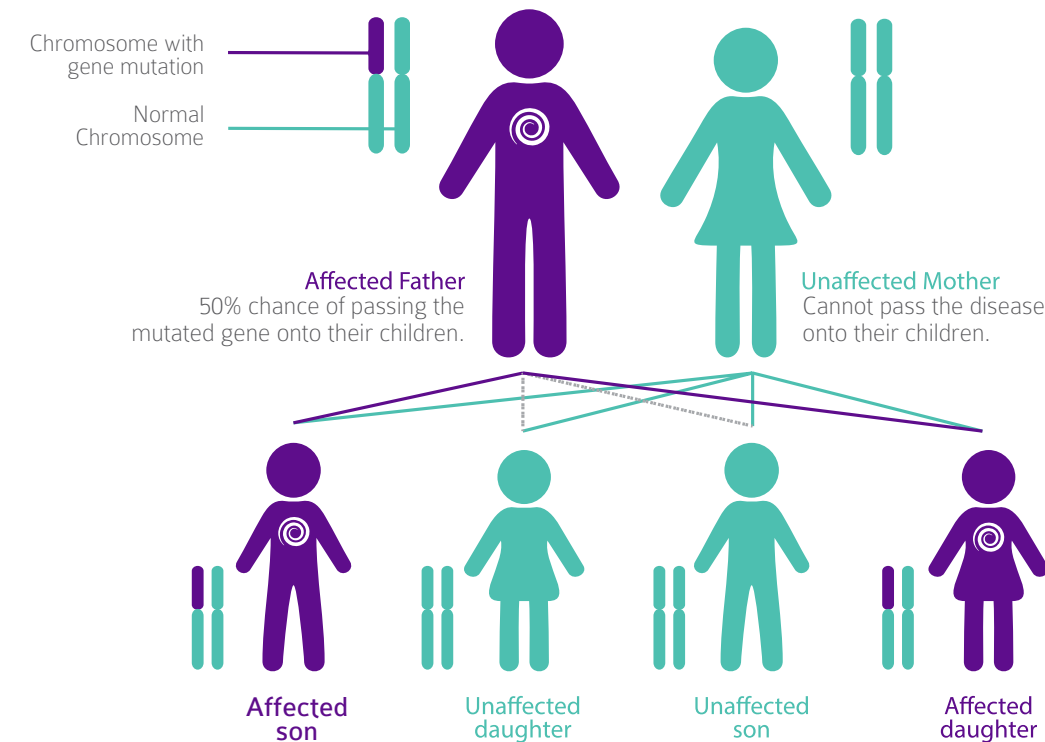 Chromosome with
gene mutation
Normal
Chromosome
Affected Father
50% chance of passing the
mutated gene onto their children.
Unaffected Mother
Cannot pass the disease
onto their children.
Affected
son
Unaffected
daughter
Unaffected
son
Affected
daughter